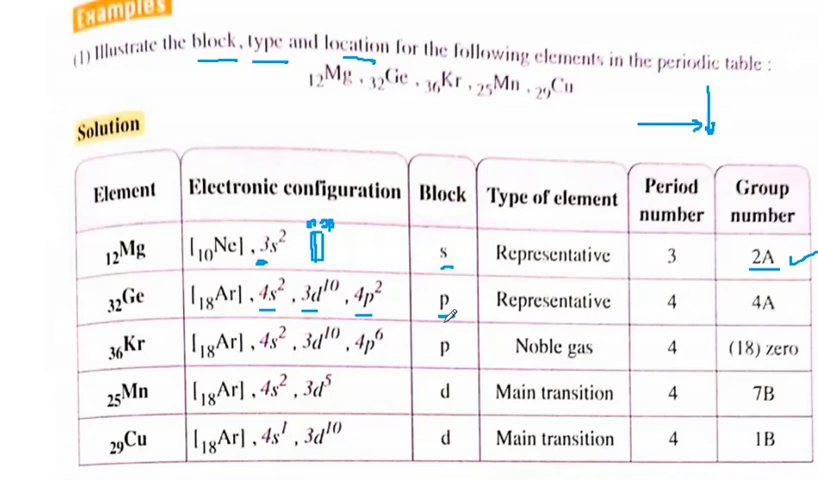 Examples
(1) Illustrate the block, type and location for the following elements in the periodic table :
₁₂Mg , ₃₂Ge , ₃₆Kr , ₂₅Mn , ₂₉Cu
Solution
Element Electronic configuration Block Type of element Period number Group number
₁₂Mg [₁₀Ne] , 3s² s Representative 3 2A
₃₂Ge [₁₈Ar] , 4s² , 3d¹⁰ , 4p² p Representative 4 4A
₃₆Kr [₁₈Ar] , 4s² , 3d¹⁰ , 4p⁶ p Noble gas 4 (18) zero
₂₅Mn [₁₈Ar] , 4s² , 3d⁵ d Main transition 4 7B
₂₉Cu [₁₈Ar] , 4s¹ , 3d¹⁰ d Main transition 4 1B